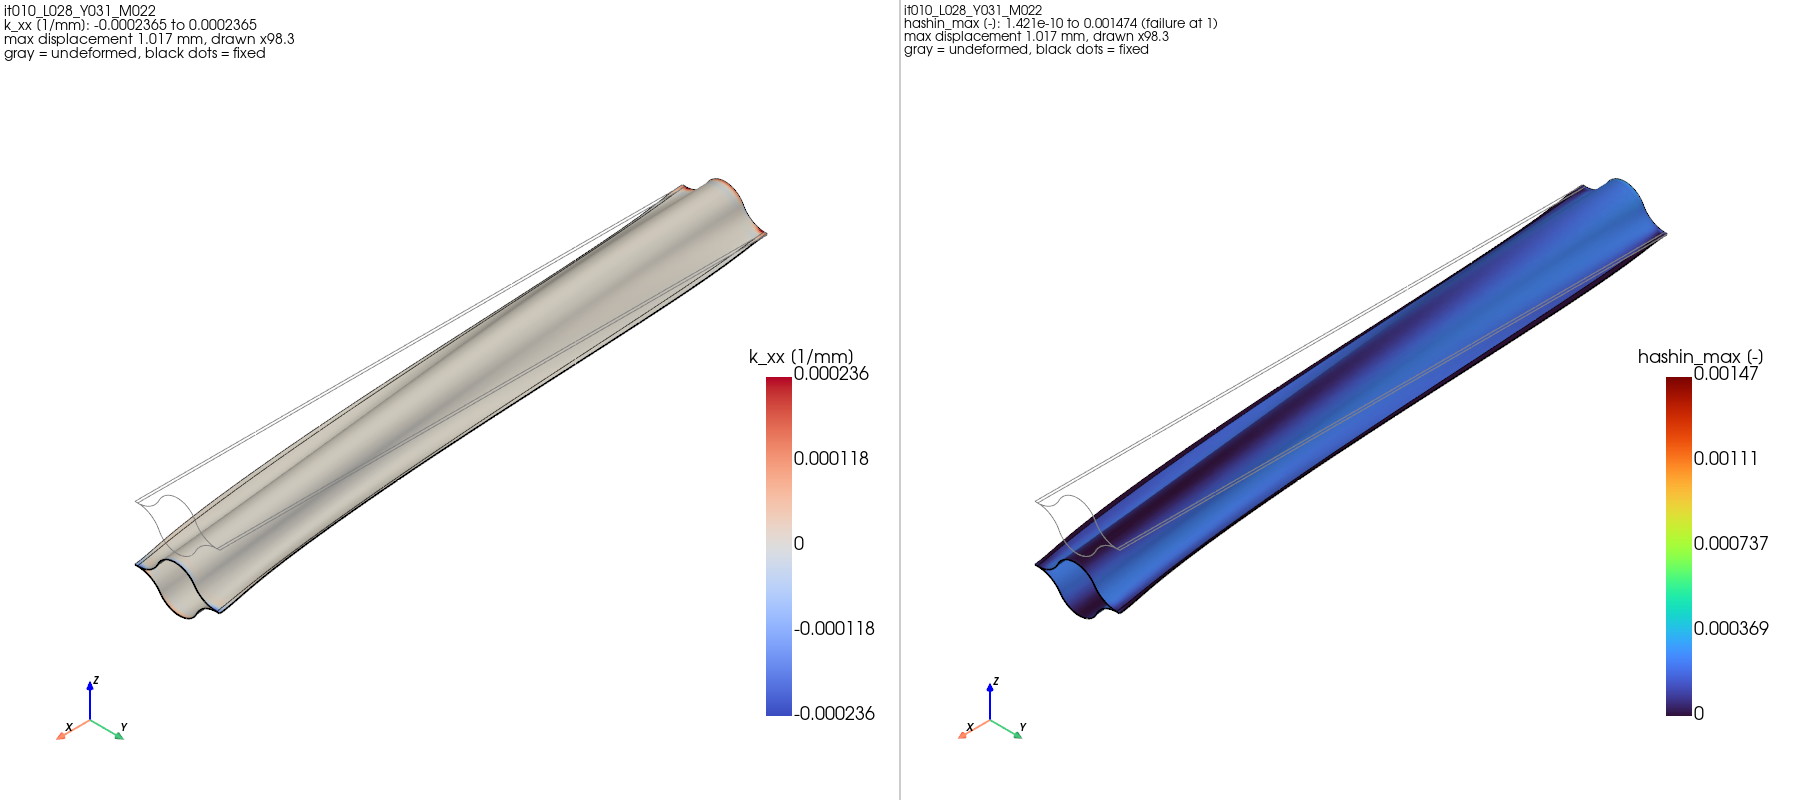 it010_L028_Y031_M022
k_xx [1/mm]: -0.0002365 to 0.0002365
max displacement 1.017 mm, drawn x98.3
gray = undeformed, black dots = fixed
k_xx [1/mm]
0.000236
0.000118
0
-0.000118
-0.000236
Z
X
Y
it010_L028_Y031_M022
hashin_max [-]: 1.421e-10 to 0.001474 (failure at 1)
max displacement 1.017 mm, drawn x98.3
gray = undeformed, black dots = fixed
hashin_max [-]
0.00147
0.00111
0.000737
0.000369
0
Z
X
Y